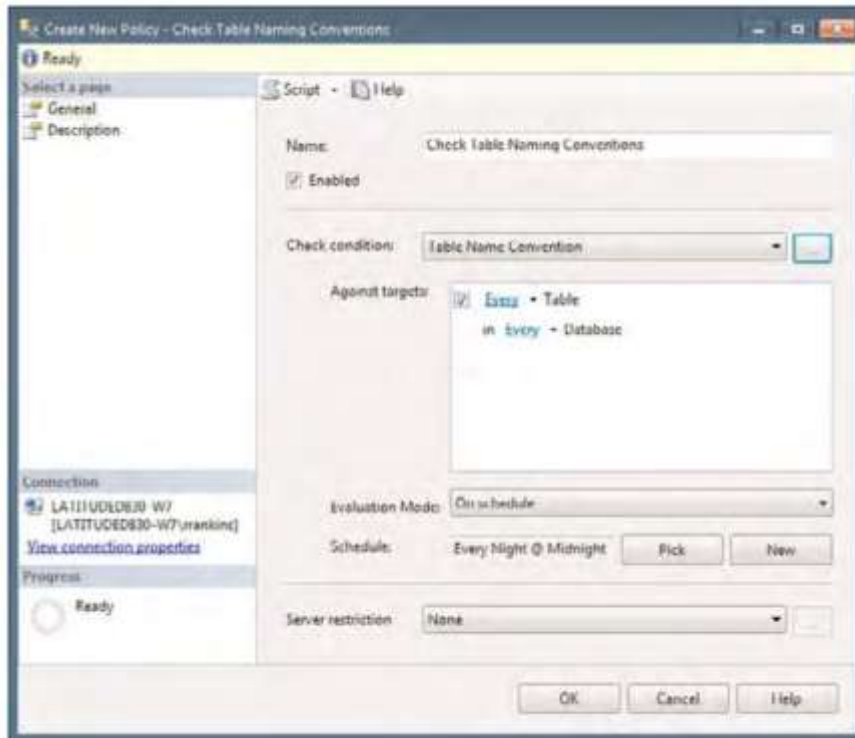 Create New Policy - Check Table Naming Conventions
Ready
Select a page
General
Description
Script Help
Name: Check Table Naming Conventions
Enabled
Check condition: Table Name Convention ...
Against targets: Every Table
in Every Database
Evaluation Mode: On schedule
Schedule: Every Night @ Midnight Pick New
Server restriction: None ...
Connection
LATITUDED830-W7
[LATITUDED830-W7\rrankinc]
View connection properties
Progress
Ready
OK Cancel Help